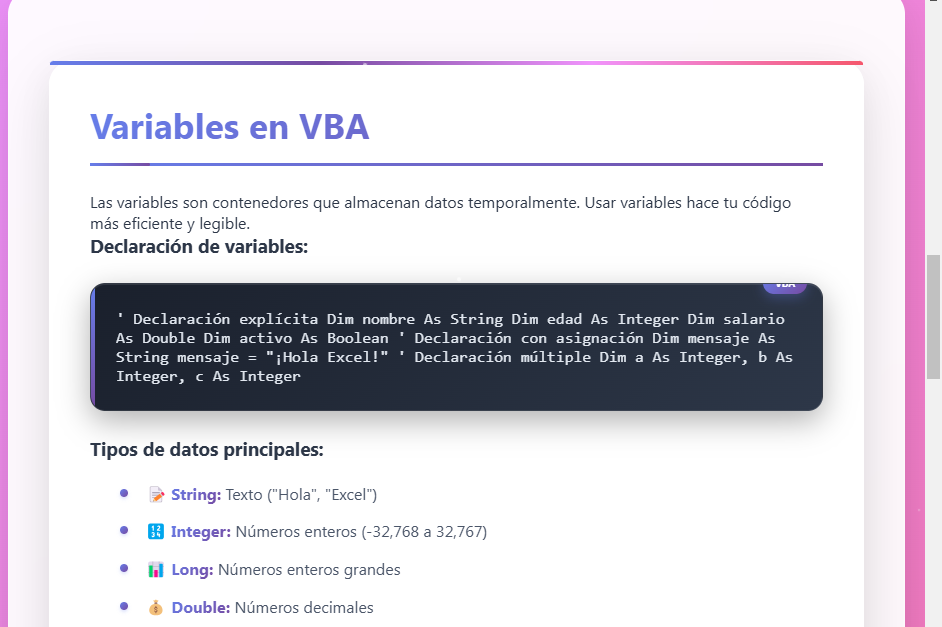 Variables en VBA
Las variables son contenedores que almacenan datos temporalmente. Usar variables hace tu código
más eficiente y legible.
Declaración de variables:
VBA
' Declaración explícita Dim nombre As String Dim edad As Integer Dim salario
As Double Dim activo As Boolean ' Declaración con asignación Dim mensaje As
String mensaje = "¡Hola Excel!" ' Declaración múltiple Dim a As Integer, b As
Integer, c As Integer
Tipos de datos principales:
String: Texto ("Hola", "Excel")
Integer: Números enteros (-32,768 a 32,767)
Long: Números enteros grandes
Double: Números decimales